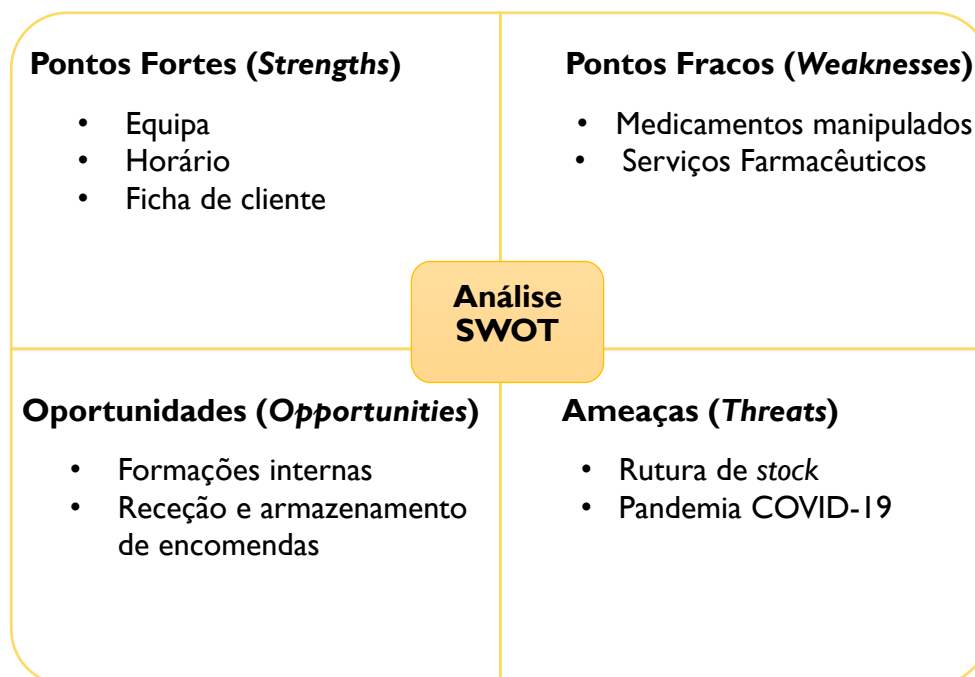 Pontos Fortes (Strengths)
• Equipa
• Horário
• Ficha de cliente
Pontos Fracos (Weaknesses)
• Medicamentos manipulados
• Serviços Farmacêuticos
Análise
SWOT
Oportunidades (Opportunities)
• Formações internas
• Receção e armazenamento
de encomendas
Ameaças (Threats)
• Rutura de stock
• Pandemia COVID-19